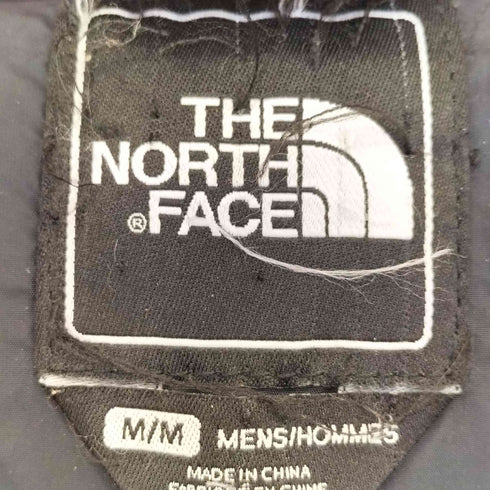 THE
NORTH
® FACE
M/M MENS/HOMMES
MADE IN CHINA